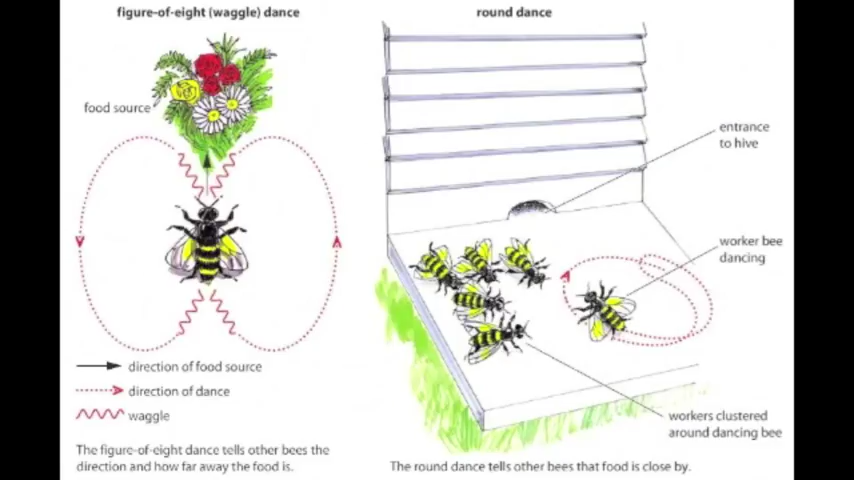 figure-of-eight (waggle) dance
food source
direction of food source
direction of dance
waggle
The figure-of-eight dance tells other bees the
direction and how far away the food is.
round dance
entrance
to hive
worker bee
dancing
workers clustered
around dancing bee
The round dance tells other bees that food is close by.